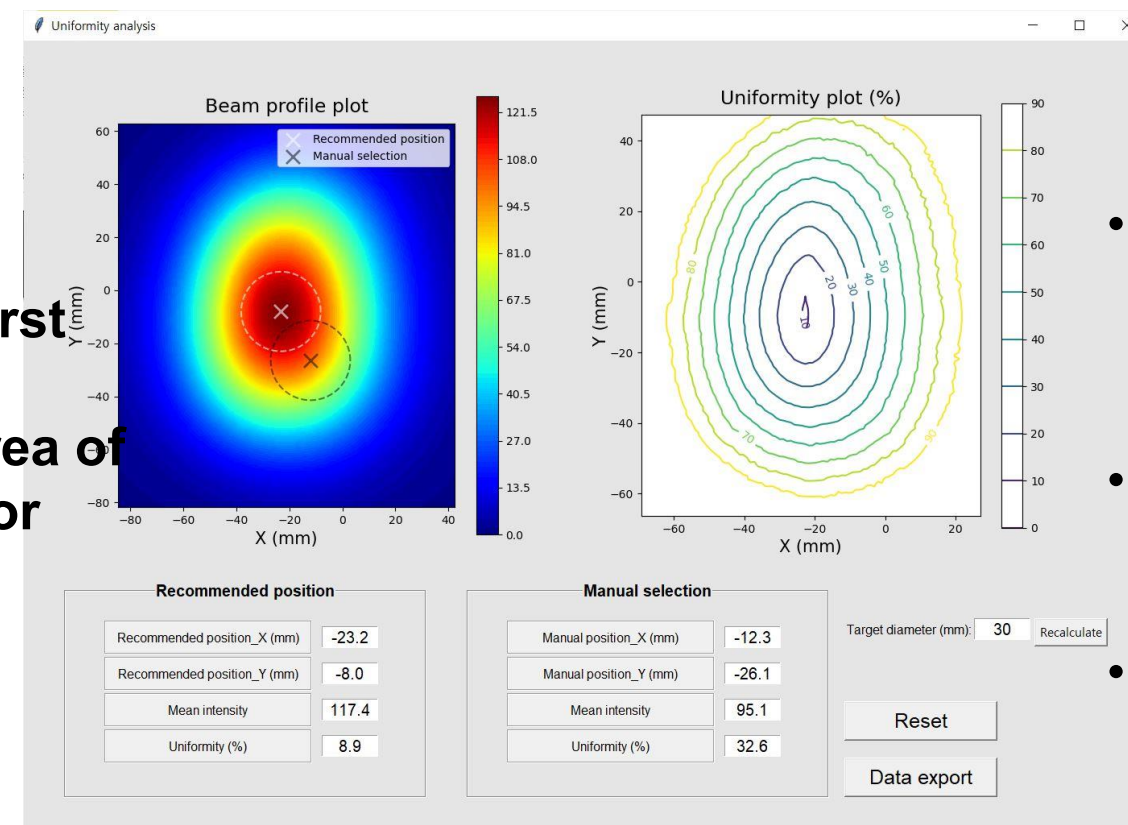 Uniformity analysis
Beam profile plot
Recommended position
Manual selection
60
40
20
0
−20
−40
−60
−80
Y (mm)
−80 −60 −40 −20 0 20 40
X (mm)
121.5
108.0
94.5
81.0
67.5
54.0
40.5
27.0
13.5
0.0
Uniformity plot (%)
40
20
0
−20
−40
−60
Y (mm)
−60 −40 −20 0 20
X (mm)
60
50
40
30
20
10
80
70
90
90
80
70
60
50
40
30
20
10
0
of
or
Recommended position
Recommended position_X (mm) -23.2
Recommended position_Y (mm) -8.0
Mean intensity 117.4
Uniformity (%) 8.9
Manual selection
Manual position_X (mm) -12.3
Manual position_Y (mm) -26.1
Mean intensity 95.1
Uniformity (%) 32.6
Target diameter (mm): 30 Recalculate
Reset
Data export